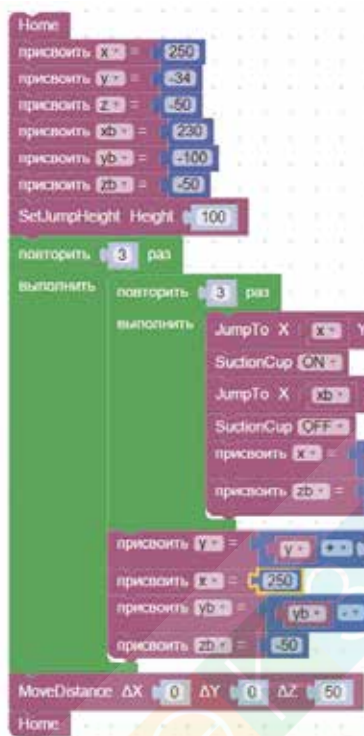 Home
присвоить x = 250
присвоить y = -34
присвоить z = -50
присвоить xb = 230
присвоить yb = -100
присвоить zb = -50
SetJumpHeight Height 100
повторить 3 раз
выполнить повторить 3 раз
выполнить JumpTo X x Y
SuctionCup ON
JumpTo X xb
SuctionCup OFF
присвоить x =
присвоить zb =
присвоить y = y +
присвоить x = 250
присвоить yb = yb -
присвоить zb = -50
MoveDistance ΔX 0 ΔY 0 ΔZ 50
Home